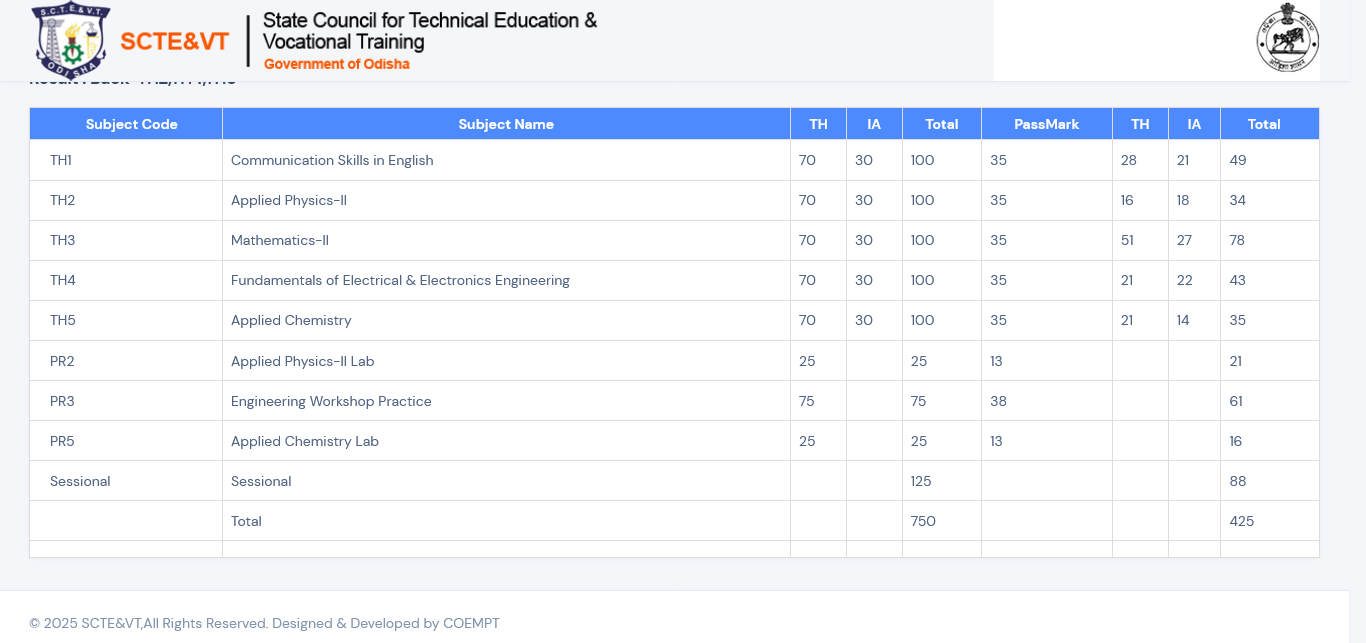 S.C.T.E.&V.T.
ODISHA
SCTE&VT
State Council for Technical Education &
Vocational Training
Government of Odisha
Subject Code Subject Name TH IA Total PassMark TH IA Total
TH1 Communication Skills in English 70 30 100 35 28 21 49
TH2 Applied Physics-II 70 30 100 35 16 18 34
TH3 Mathematics-II 70 30 100 35 51 27 78
TH4 Fundamentals of Electrical & Electronics Engineering 70 30 100 35 21 22 43
TH5 Applied Chemistry 70 30 100 35 21 14 35
PR2 Applied Physics-II Lab 25 25 13 21
PR3 Engineering Workshop Practice 75 75 38 61
PR5 Applied Chemistry Lab 25 25 13 16
Sessional Sessional 125 88
Total 750 425
© 2025 SCTE&VT,All Rights Reserved. Designed & Developed by COEMPT